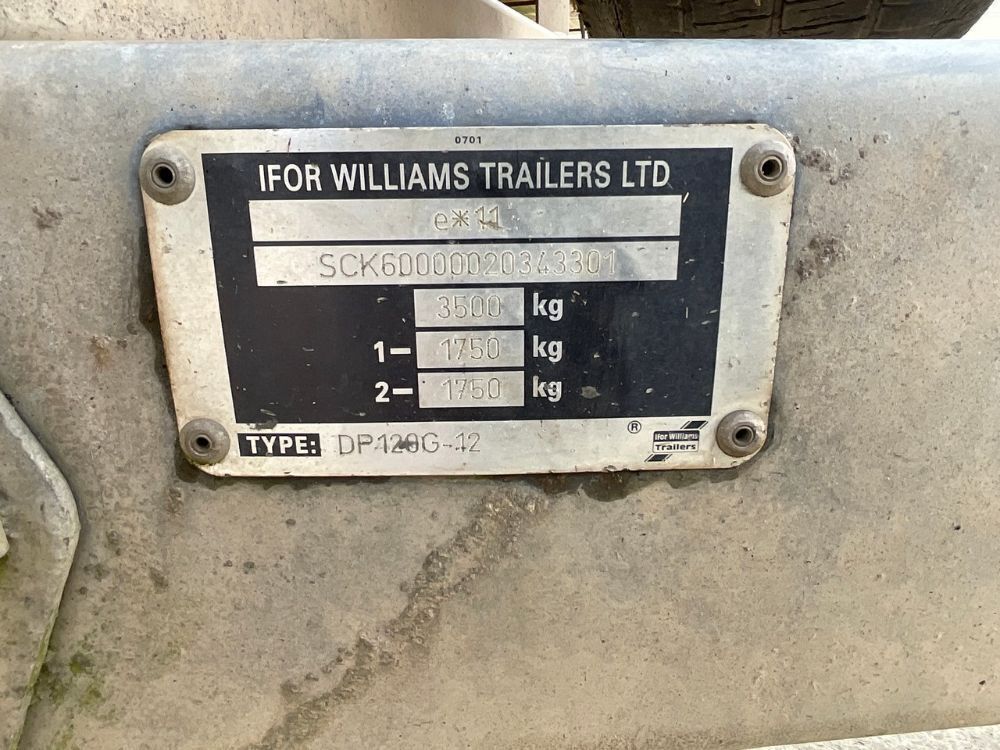 0701
IFOR WILLIAMS TRAILERS LTD
e*11
SCK60000020343301
3500 kg
1- 1750 kg
2- 1750 kg
TYPE: DP120G-12
®
Ifor Williams
Trailers